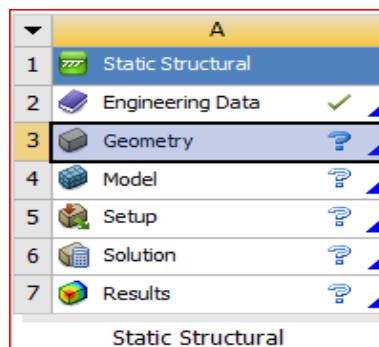 A
1 Static Structural
2 Engineering Data
3 Geometry ?
4 Model ?
5 Setup ?
6 Solution ?
7 Results ?
Static Structural